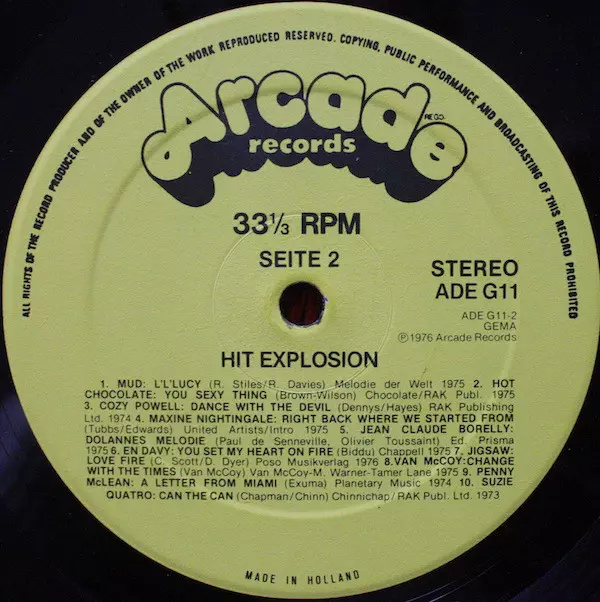 ALL RIGHTS OF THE RECORD PRODUCER AND OF THE OWNER OF THE WORK REPRODUCED RESERVED. COPYING, PUBLIC PERFORMANCE AND BROADCASTING OF THIS RECORD PROHIBITED
Arcade
REGD.
records
33⅓ RPM
SEITE 2
STEREO
ADE G11
ADE G11-2
GEMA
Ⓟ1976 Arcade Records
HIT EXPLOSION
1. MUD: L'L'LUCY (R. Stiles/R. Davies) Melodie der Welt 1975 2. HOT
CHOCOLATE: YOU SEXY THING (Brown-Wilson) Chocolate/RAK Publ. 1975
3. COZY POWELL: DANCE WITH THE DEVIL (Dennys/Hayes) RAK Publishing
Ltd. 1974 4. MAXINE NIGHTINGALE: RIGHT BACK WHERE WE STARTED FROM
(Tubbs/Edwards) United Artists/Intro 1975 5. JEAN CLAUDE BORELLY:
DOLANNES MELODIE (Paul de Senneville, Olivier Toussaint) Ed. Prisma
1975 6. EN DAVY: YOU SET MY HEART ON FIRE (Biddu) Chappell 1975 7. JIGSAW:
LOVE FIRE (C. Scott/D. Dyer) Poso Musikverlag 1976 8.VAN McCOY:CHANGE
WITH THE TIMES (Van McCoy) Van McCoy-M. Warner-Tamer Lane 1975 9. PENNY
McLEAN: A LETTER FROM MIAMI (Exuma) Planetary Music 1974 10. SUZIE
QUATRO: CAN THE CAN (Chapman/Chinn) Chinnichap/RAK Publ. Ltd. 1973
MADE IN HOLLAND